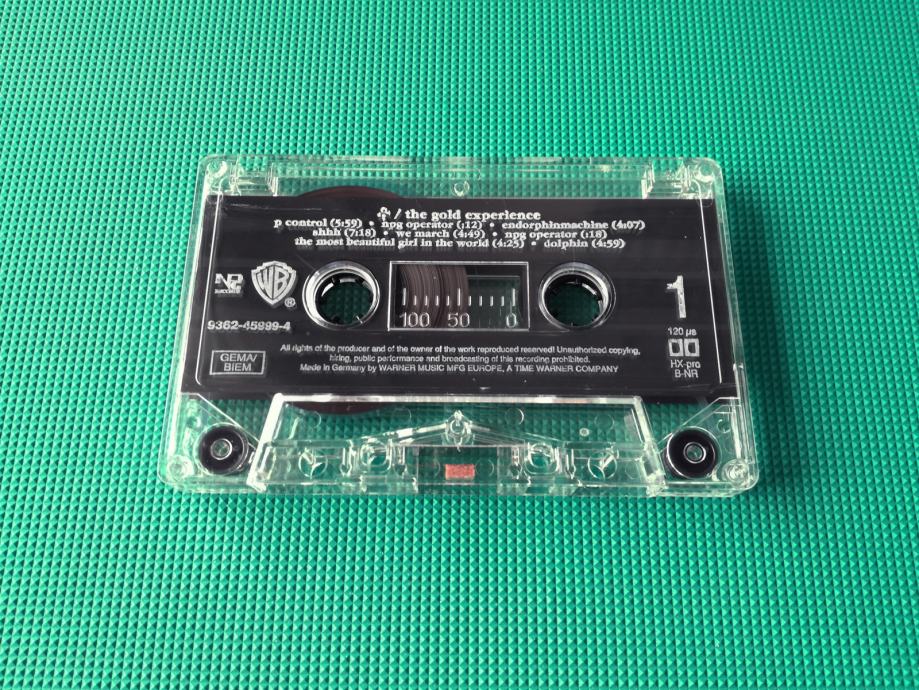 / the gold experience
p control (5:59) • npg operator (:12) • endorphinmachine (4:07)
shhh (7:18) • we march (4:49) • npg operator (:18)
the most beautiful girl in the world (4:25) • dolphin (4:59)
WB
®
1
100 50 0
9362-45999-4
120 µs
HX-pro
B-NR
GEMA/
BIEM
All rights of the producer and of the owner of the work reproduced reserved! Unauthorized copying,
hiring, public performance and broadcasting of this recording prohibited.
Made in Germany by WARNER MUSIC MFG EUROPE, A TIME WARNER COMPANY